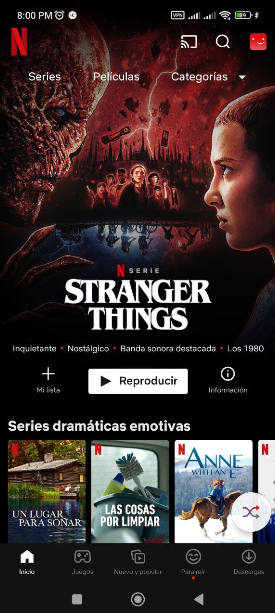 8:00 PM
VPN
N
Series
Películas
Categorías
N SERIE
STRANGER
THINGS
Inquietante • Nostálgico • Banda sonora destacada • Los 1980
Mi lista
Reproducir
Información
Series dramáticas emotivas
N
UN LUGAR
PARA SOÑAR
N
LAS COSAS
POR LIMPIAR
N
ANNE
WITH AN "E"
N
Inicio
Juegos
Nuevo y popular
Para reír
Descargas